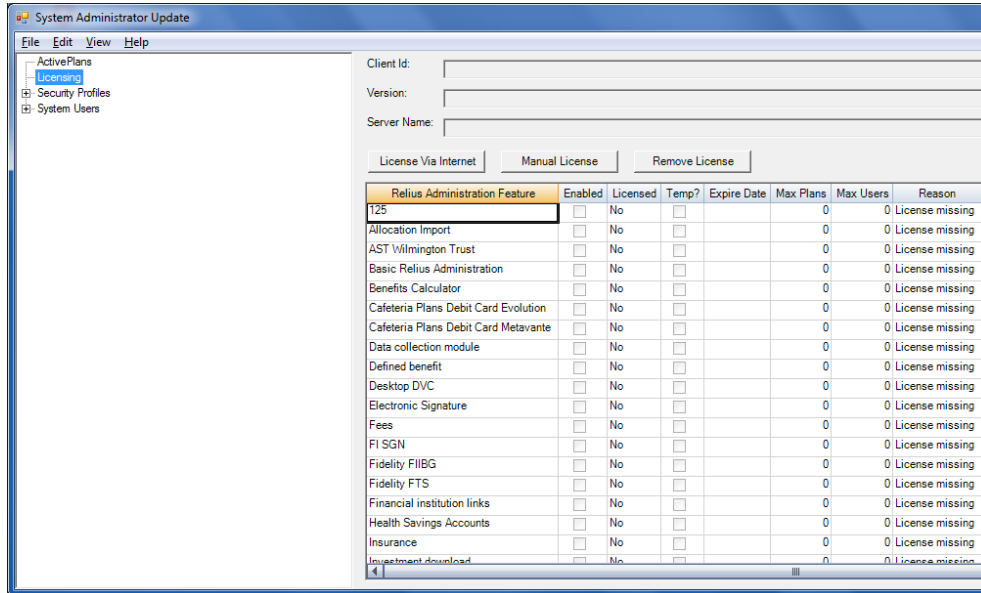 System Administrator Update
File Edit View Help
ActivePlans
Licensing
Security Profiles
System Users
Client Id:
Version:
Server Name:
License Via Internet Manual License Remove License
Relius Administration Feature Enabled Licensed Temp? Expire Date Max Plans Max Users Reason
125 No 0 0 License missing
Allocation Import No 0 0 License missing
AST Wilmington Trust No 0 0 License missing
Basic Relius Administration No 0 0 License missing
Benefits Calculator No 0 0 License missing
Cafeteria Plans Debit Card Evolution No 0 0 License missing
Cafeteria Plans Debit Card Metavante No 0 0 License missing
Data collection module No 0 0 License missing
Defined benefit No 0 0 License missing
Desktop DVC No 0 0 License missing
Electronic Signature No 0 0 License missing
Fees No 0 0 License missing
FI SGN No 0 0 License missing
Fidelity FIIBG No 0 0 License missing
Fidelity FTS No 0 0 License missing
Financial institution links No 0 0 License missing
Health Savings Accounts No 0 0 License missing
Insurance No 0 0 License missing
Investment download No 0 0 License missing